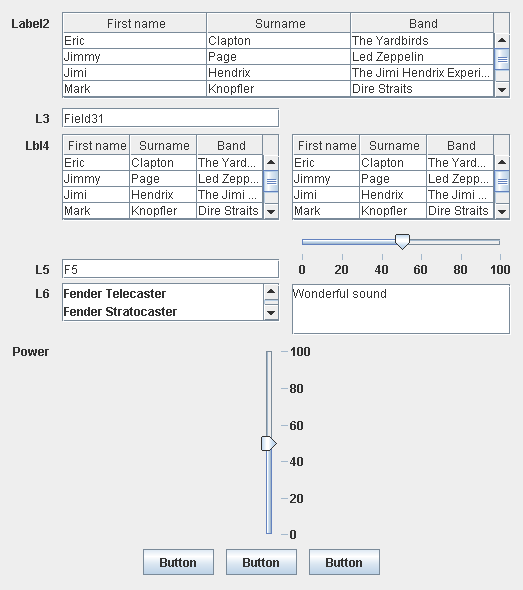 Label2 First name Surname Band
Eric Clapton The Yardbirds
Jimmy Page Led Zeppelin
Jimi Hendrix The Jimi Hendrix Experi...
Mark Knopfler Dire Straits
L3 Field31
Lbl4 First name Surname Band First name Surname Band
Eric Clapton The Yard... Eric Clapton The Yard...
Jimmy Page Led Zepp... Jimmy Page Led Zepp...
Jimi Hendrix The Jimi ... Jimi Hendrix The Jimi ...
Mark Knopfler Dire Straits Mark Knopfler Dire Straits
L5 F5 0 20 40 60 80 100
L6 Fender Telecaster Wonderful sound
Fender Stratocaster
Power 100
80
60
40
20
0
Button Button Button